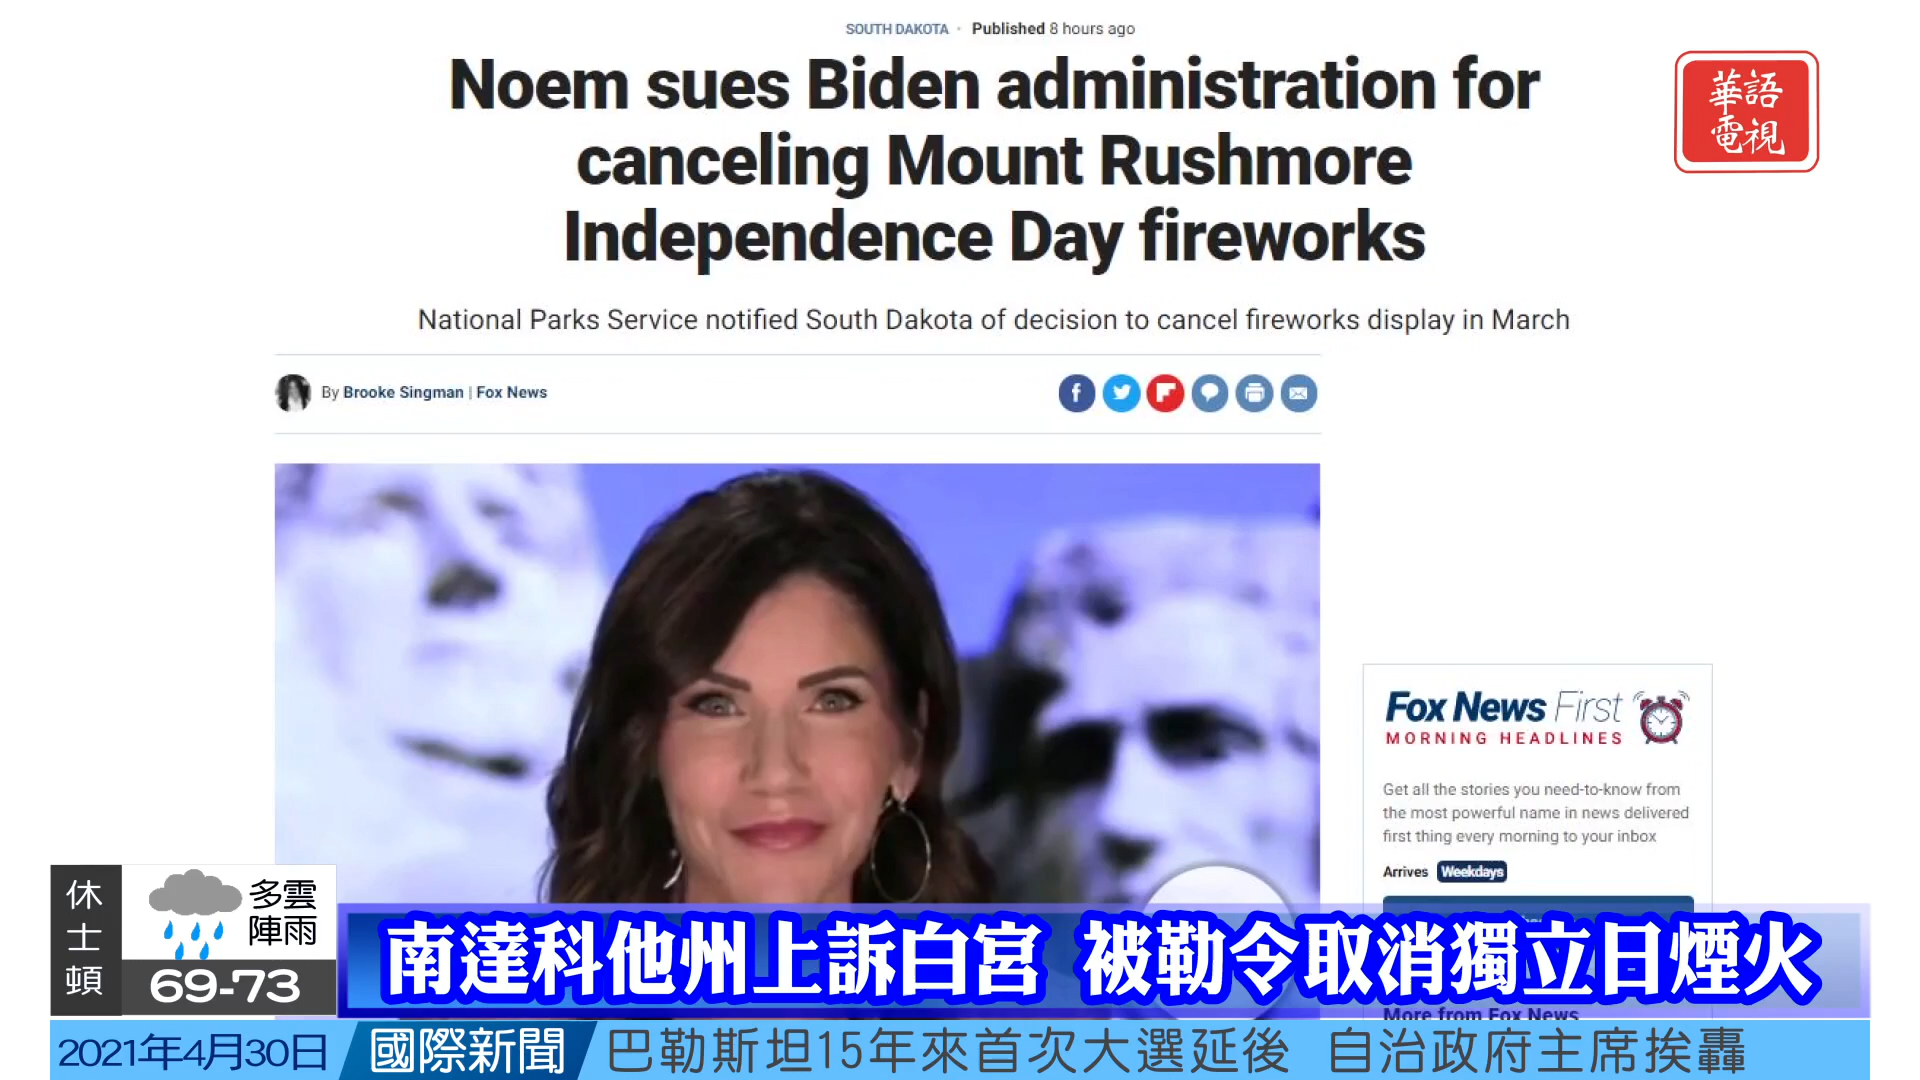 SOUTH DAKOTA · Published 8 hours ago
Noem sues Biden administration for
canceling Mount Rushmore
Independence Day fireworks
華語
電視
National Parks Service notified South Dakota of decision to cancel fireworks display in March
By Brooke Singman | Fox News
Fox News First
MORNING HEADLINES
Get all the stories you need-to-know from
the most powerful name in news delivered
first thing every morning to your inbox
Arrives Weekdays
休士頓
多雲
陣雨
69-73
南達科他州上訴白宮 被勒令取消獨立日煙火
More from Fox News
2021年4月30日 國際新聞 巴勒斯坦15年來首次大選延後 自治政府主席挨轟